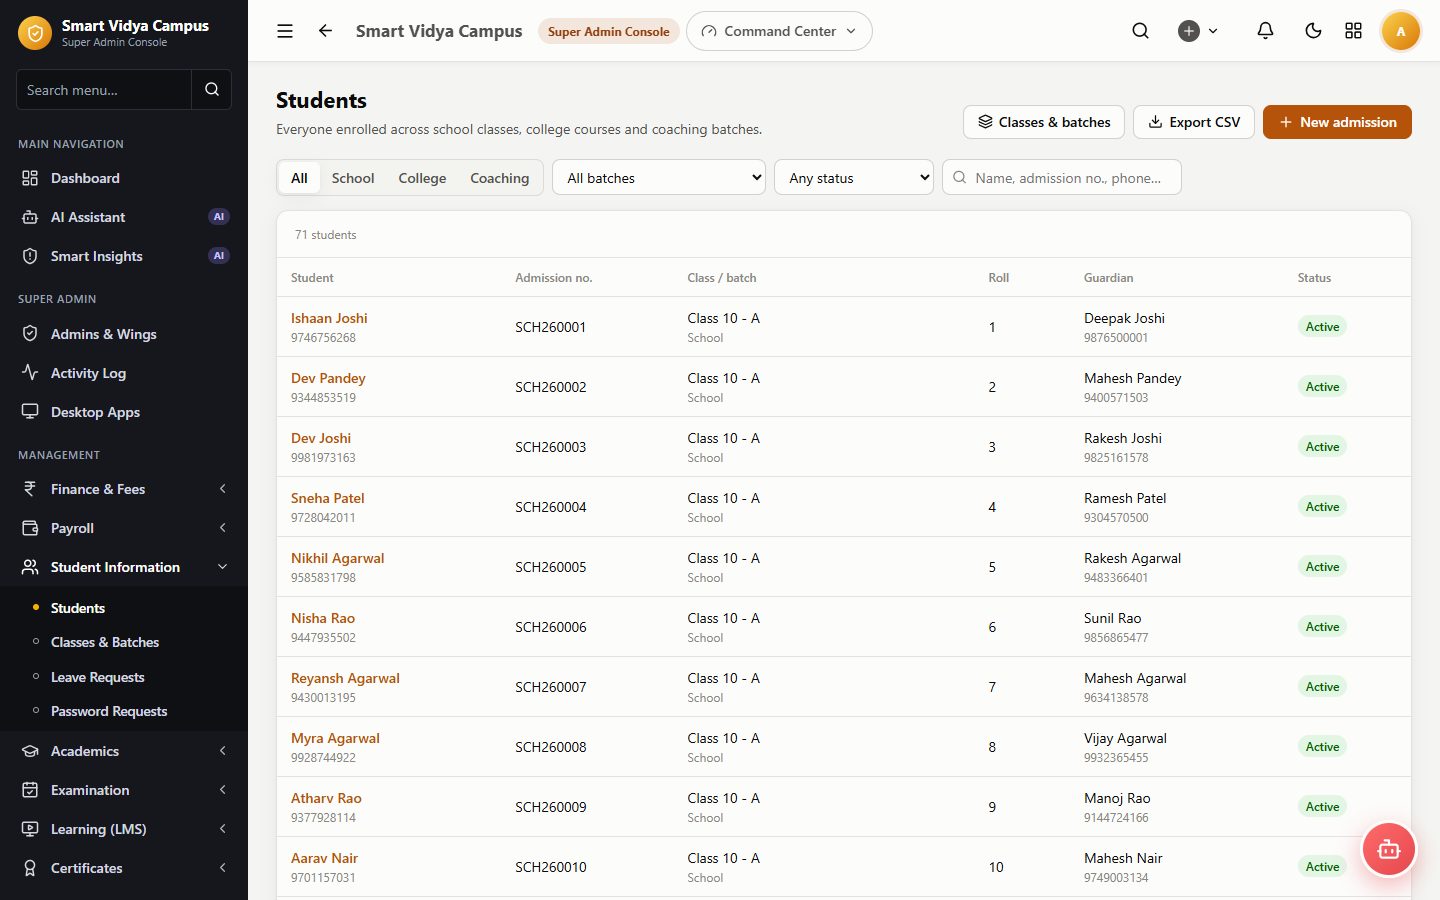 Smart Vidya Campus
Super Admin Console
Search menu...
MAIN NAVIGATION
Dashboard
AI Assistant AI
Smart Insights AI
SUPER ADMIN
Admins & Wings
Activity Log
Desktop Apps
MANAGEMENT
Finance & Fees
Payroll
Student Information
Students
Classes & Batches
Leave Requests
Password Requests
Academics
Examination
Learning (LMS)
Certificates
Smart Vidya Campus Super Admin Console Command Center A
Students
Everyone enrolled across school classes, college courses and coaching batches.
Classes & batches Export CSV New admission
All School College Coaching All batches Any status Name, admission no., phone...
71 students
Student Admission no. Class / batch Roll Guardian Status
Ishaan Joshi SCH260001 Class 10 - A 1 Deepak Joshi Active
9746756268 School 9876500001
Dev Pandey SCH260002 Class 10 - A 2 Mahesh Pandey Active
9344853519 School 9400571503
Dev Joshi SCH260003 Class 10 - A 3 Rakesh Joshi Active
9981973163 School 9825161578
Sneha Patel SCH260004 Class 10 - A 4 Ramesh Patel Active
9728042011 School 9304570500
Nikhil Agarwal SCH260005 Class 10 - A 5 Rakesh Agarwal Active
9585831798 School 9483366401
Nisha Rao SCH260006 Class 10 - A 6 Sunil Rao Active
9447935502 School 9856865477
Reyansh Agarwal SCH260007 Class 10 - A 7 Mahesh Agarwal Active
9430013195 School 9634138578
Myra Agarwal SCH260008 Class 10 - A 8 Vijay Agarwal Active
9928744922 School 9932365455
Atharv Rao SCH260009 Class 10 - A 9 Manoj Rao Active
9377928114 School 9144724166
Aarav Nair SCH260010 Class 10 - A 10 Mahesh Nair Active
9701157031 School 9749003134